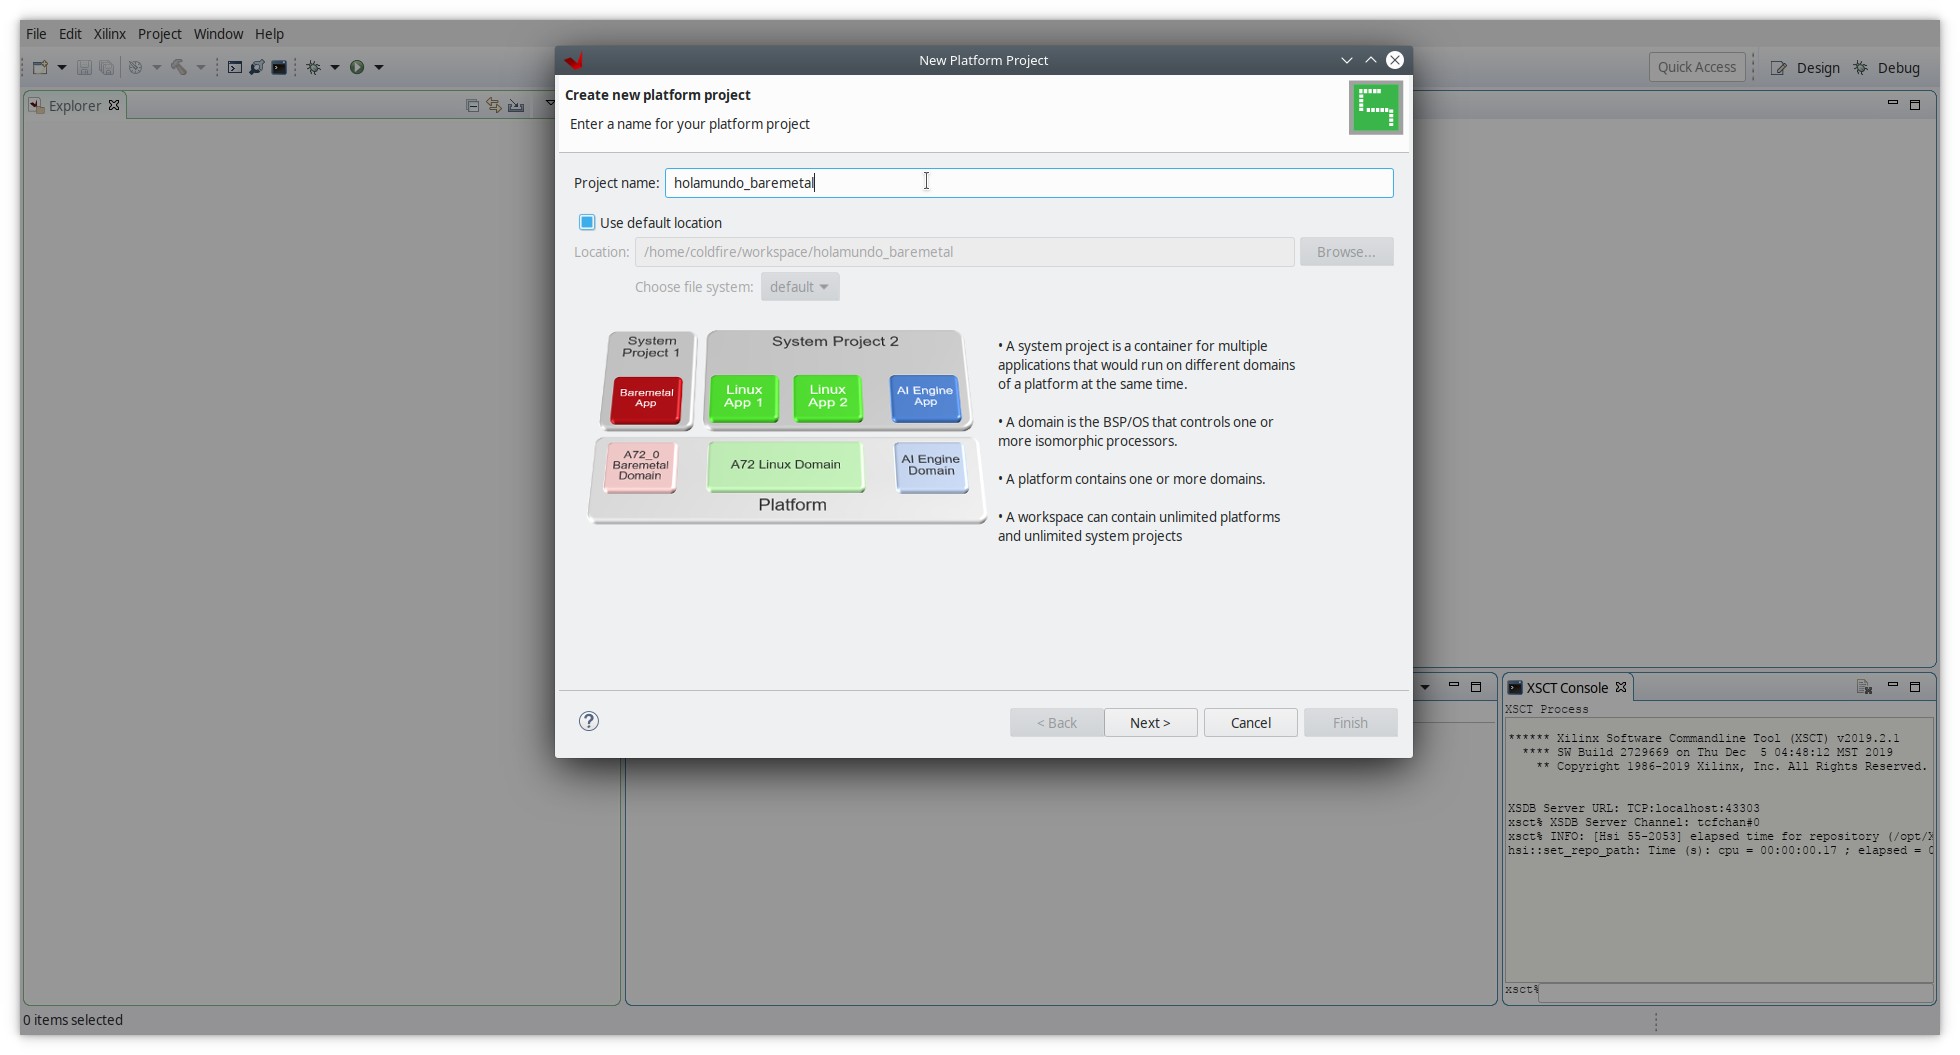 File Edit Xilinx Project Window Help
New Platform Project
Quick Access Design Debug
Explorer
Create new platform project
Enter a name for your platform project
Project name: holamundo_baremetal
Use default location
Location: /home/coldfire/workspace/holamundo_baremetal Browse...
Choose file system: default
System
Project 1
System Project 2
Baremetal
App
Linux
App 1
Linux
App 2
AI Engine
App
A72_0
Baremetal
Domain
A72 Linux Domain
AI Engine
Domain
Platform
• A system project is a container for multiple
applications that would run on different domains
of a platform at the same time.
• A domain is the BSP/OS that controls one or
more isomorphic processors.
• A platform contains one or more domains.
• A workspace can contain unlimited platforms
and unlimited system projects
? < Back Next > Cancel Finish
XSCT Console
XSCT Process
****** Xilinx Software Commandline Tool (XSCT) v2019.2.1
**** SW Build 2729669 on Thu Dec 5 04:48:12 MST 2019
** Copyright 1986-2019 Xilinx, Inc. All Rights Reserved.
XSDB Server URL: TCP:localhost:43303
xsct% XSDB Server Channel: tcfchan#0
xsct% INFO: [Hsi 55-2053] elapsed time for repository (/opt/X
hsi::set_repo_path: Time (s): cpu = 00:00:00.17 ; elapsed = 0
xsct%
0 items selected